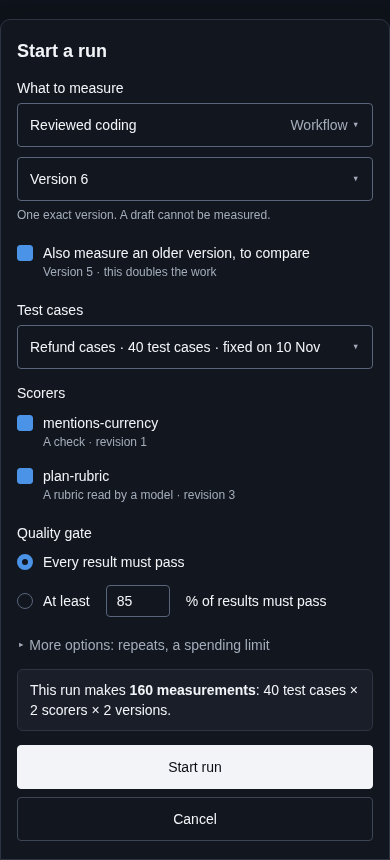 Start a run
What to measure
Reviewed coding Workflow
Version 6
One exact version. A draft cannot be measured.
Also measure an older version, to compare
Version 5 · this doubles the work
Test cases
Refund cases · 40 test cases · fixed on 10 Nov
Scorers
mentions-currency
A check · revision 1
plan-rubric
A rubric read by a model · revision 3
Quality gate
Every result must pass
At least 85 % of results must pass
More options: repeats, a spending limit
This run makes 160 measurements: 40 test cases ×
2 scorers × 2 versions.
Start run
Cancel